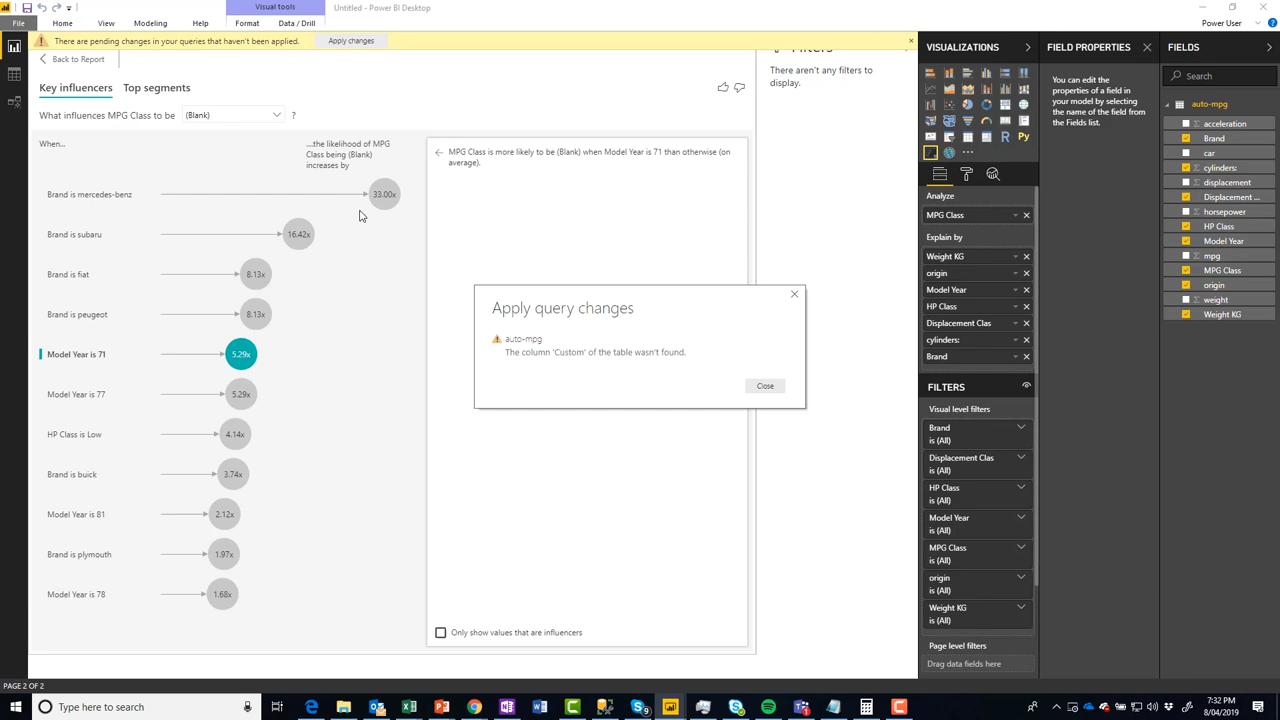 Visual tools
Untitled - Power BI Desktop
File
Home
View
Modeling
Help
Format
Data / Drill
Power User
There are pending changes in your queries that haven't been applied.
Apply changes
Back to Report
Key influencers
Top segments
What influences MPG Class to be
(Blank)
?
When...
....the likelihood of MPG
Class being (Blank)
increases by
Brand is mercedes-benz
33.00x
Brand is subaru
16.42x
Brand is fiat
8.13x
Brand is peugeot
8.13x
Model Year is 71
5.29x
Model Year is 77
5.29x
HP Class is Low
4.14x
Brand is buick
3.74x
Model Year is 81
2.12x
Brand is plymouth
1.97x
Model Year is 78
1.68x
MPG Class is more likely to be (Blank) when Model Year is 71 than otherwise (on
average).
Only show values that are influencers
Apply query changes
auto-mpg
The column 'Custom' of the table wasn't found.
Close
Filters
There aren't any filters to
display.
VISUALIZATIONS
R
Py
Analyze
MPG Class
Explain by
Weight KG
origin
Model Year
HP Class
Displacement Clas
cylinders:
Brand
FILTERS
Visual level filters
Brand
is (All)
Displacement Clas
is (All)
HP Class
is (All)
Model Year
is (All)
MPG Class
is (All)
origin
is (All)
Weight KG
is (All)
Page level filters
Drag data fields here
FIELD PROPERTIES
You can edit the
properties of a field in
your model by selecting
the name of the field from
the Fields list.
FIELDS
Search
auto-mpg
acceleration
Brand
car
cylinders:
displacement
Displacement ...
horsepower
HP Class
Model Year
mpg
MPG Class
origin
weight
Weight KG
PAGE 2 OF 2
Type here to search
7:32 PM
8/04/2019